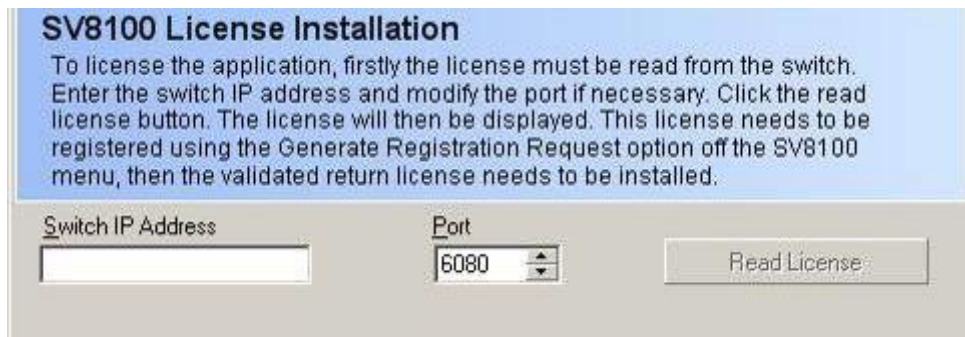 SV8100 License Installation
To license the application, firstly the license must be read from the switch.
Enter the switch IP address and modify the port if necessary. Click the read
license button. The license will then be displayed. This license needs to be
registered using the Generate Registration Request option off the SV8100
menu, then the validated return license needs to be installed.
Switch IP Address Port
6080 Read License